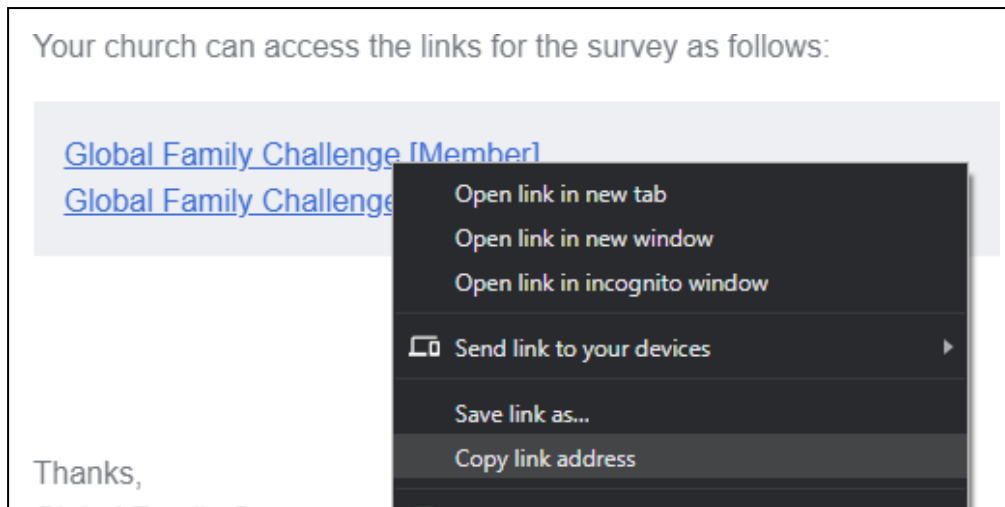 Your church can access the links for the survey as follows:
Global Family Challenge [Member]
Global Family Challenge
Open link in new tab
Open link in new window
Open link in incognito window
Send link to your devices
Save link as...
Copy link address
Thanks,